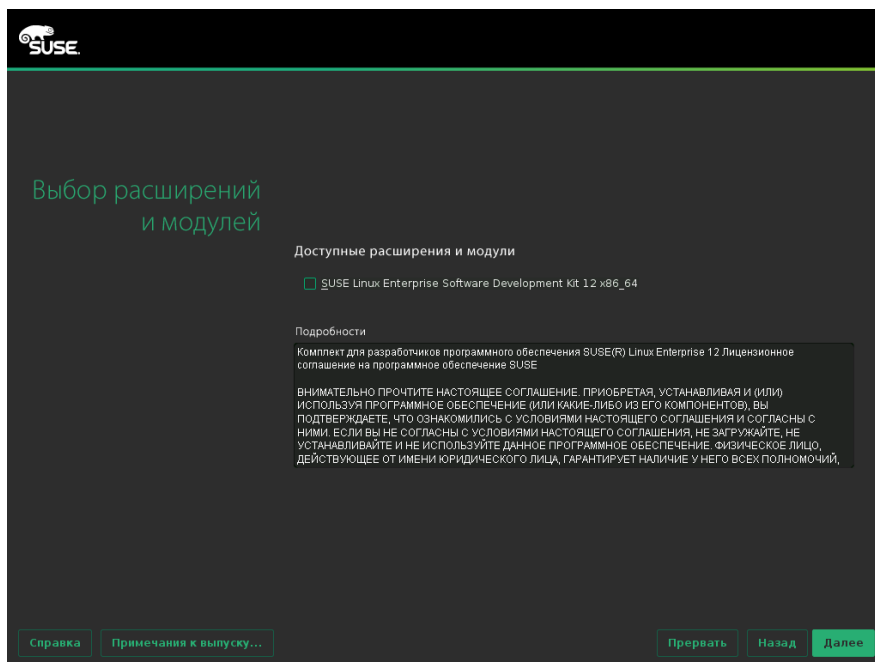 SUSE.
Выбор расширений
и модулей
Доступные расширения и модули
SUSE Linux Enterprise Software Development Kit 12 x86_64
Подробности
Комплект для разработчиков программного обеспечения SUSE(R) Linux Enterprise 12 Лицензионное
соглашение на программное обеспечение SUSE
ВНИМАТЕЛЬНО ПРОЧТИТЕ НАСТОЯЩЕЕ СОГЛАШЕНИЕ. ПРИОБРЕТАЯ, УСТАНАВЛИВАЯ И (ИЛИ)
ИСПОЛЬЗУЯ ПРОГРАММНОЕ ОБЕСПЕЧЕНИЕ (ИЛИ КАКИЕ-ЛИБО ИЗ ЕГО КОМПОНЕНТОВ), ВЫ
ПОДТВЕРЖДАЕТЕ, ЧТО ОЗНАКОМИЛИСЬ С УСЛОВИЯМИ НАСТОЯЩЕГО СОГЛАШЕНИЯ И СОГЛАСНЫ С
НИМИ. ЕСЛИ ВЫ НЕ СОГЛАСНЫ С УСЛОВИЯМИ НАСТОЯЩЕГО СОГЛАШЕНИЯ, НЕ ЗАГРУЖАЙТЕ, НЕ
УСТАНАВЛИВАЙТЕ И НЕ ИСПОЛЬЗУЙТЕ ДАННОЕ ПРОГРАММНОЕ ОБЕСПЕЧЕНИЕ. ФИЗИЧЕСКОЕ ЛИЦО,
ДЕЙСТВУЮЩЕЕ ОТ ИМЕНИ ЮРИДИЧЕСКОГО ЛИЦА, ГАРАНТИРУЕТ НАЛИЧИЕ У НЕГО ВСЕХ ПОЛНОМОЧИЙ,
Справка
Примечания к выпуску...
Прервать
Назад
Далее